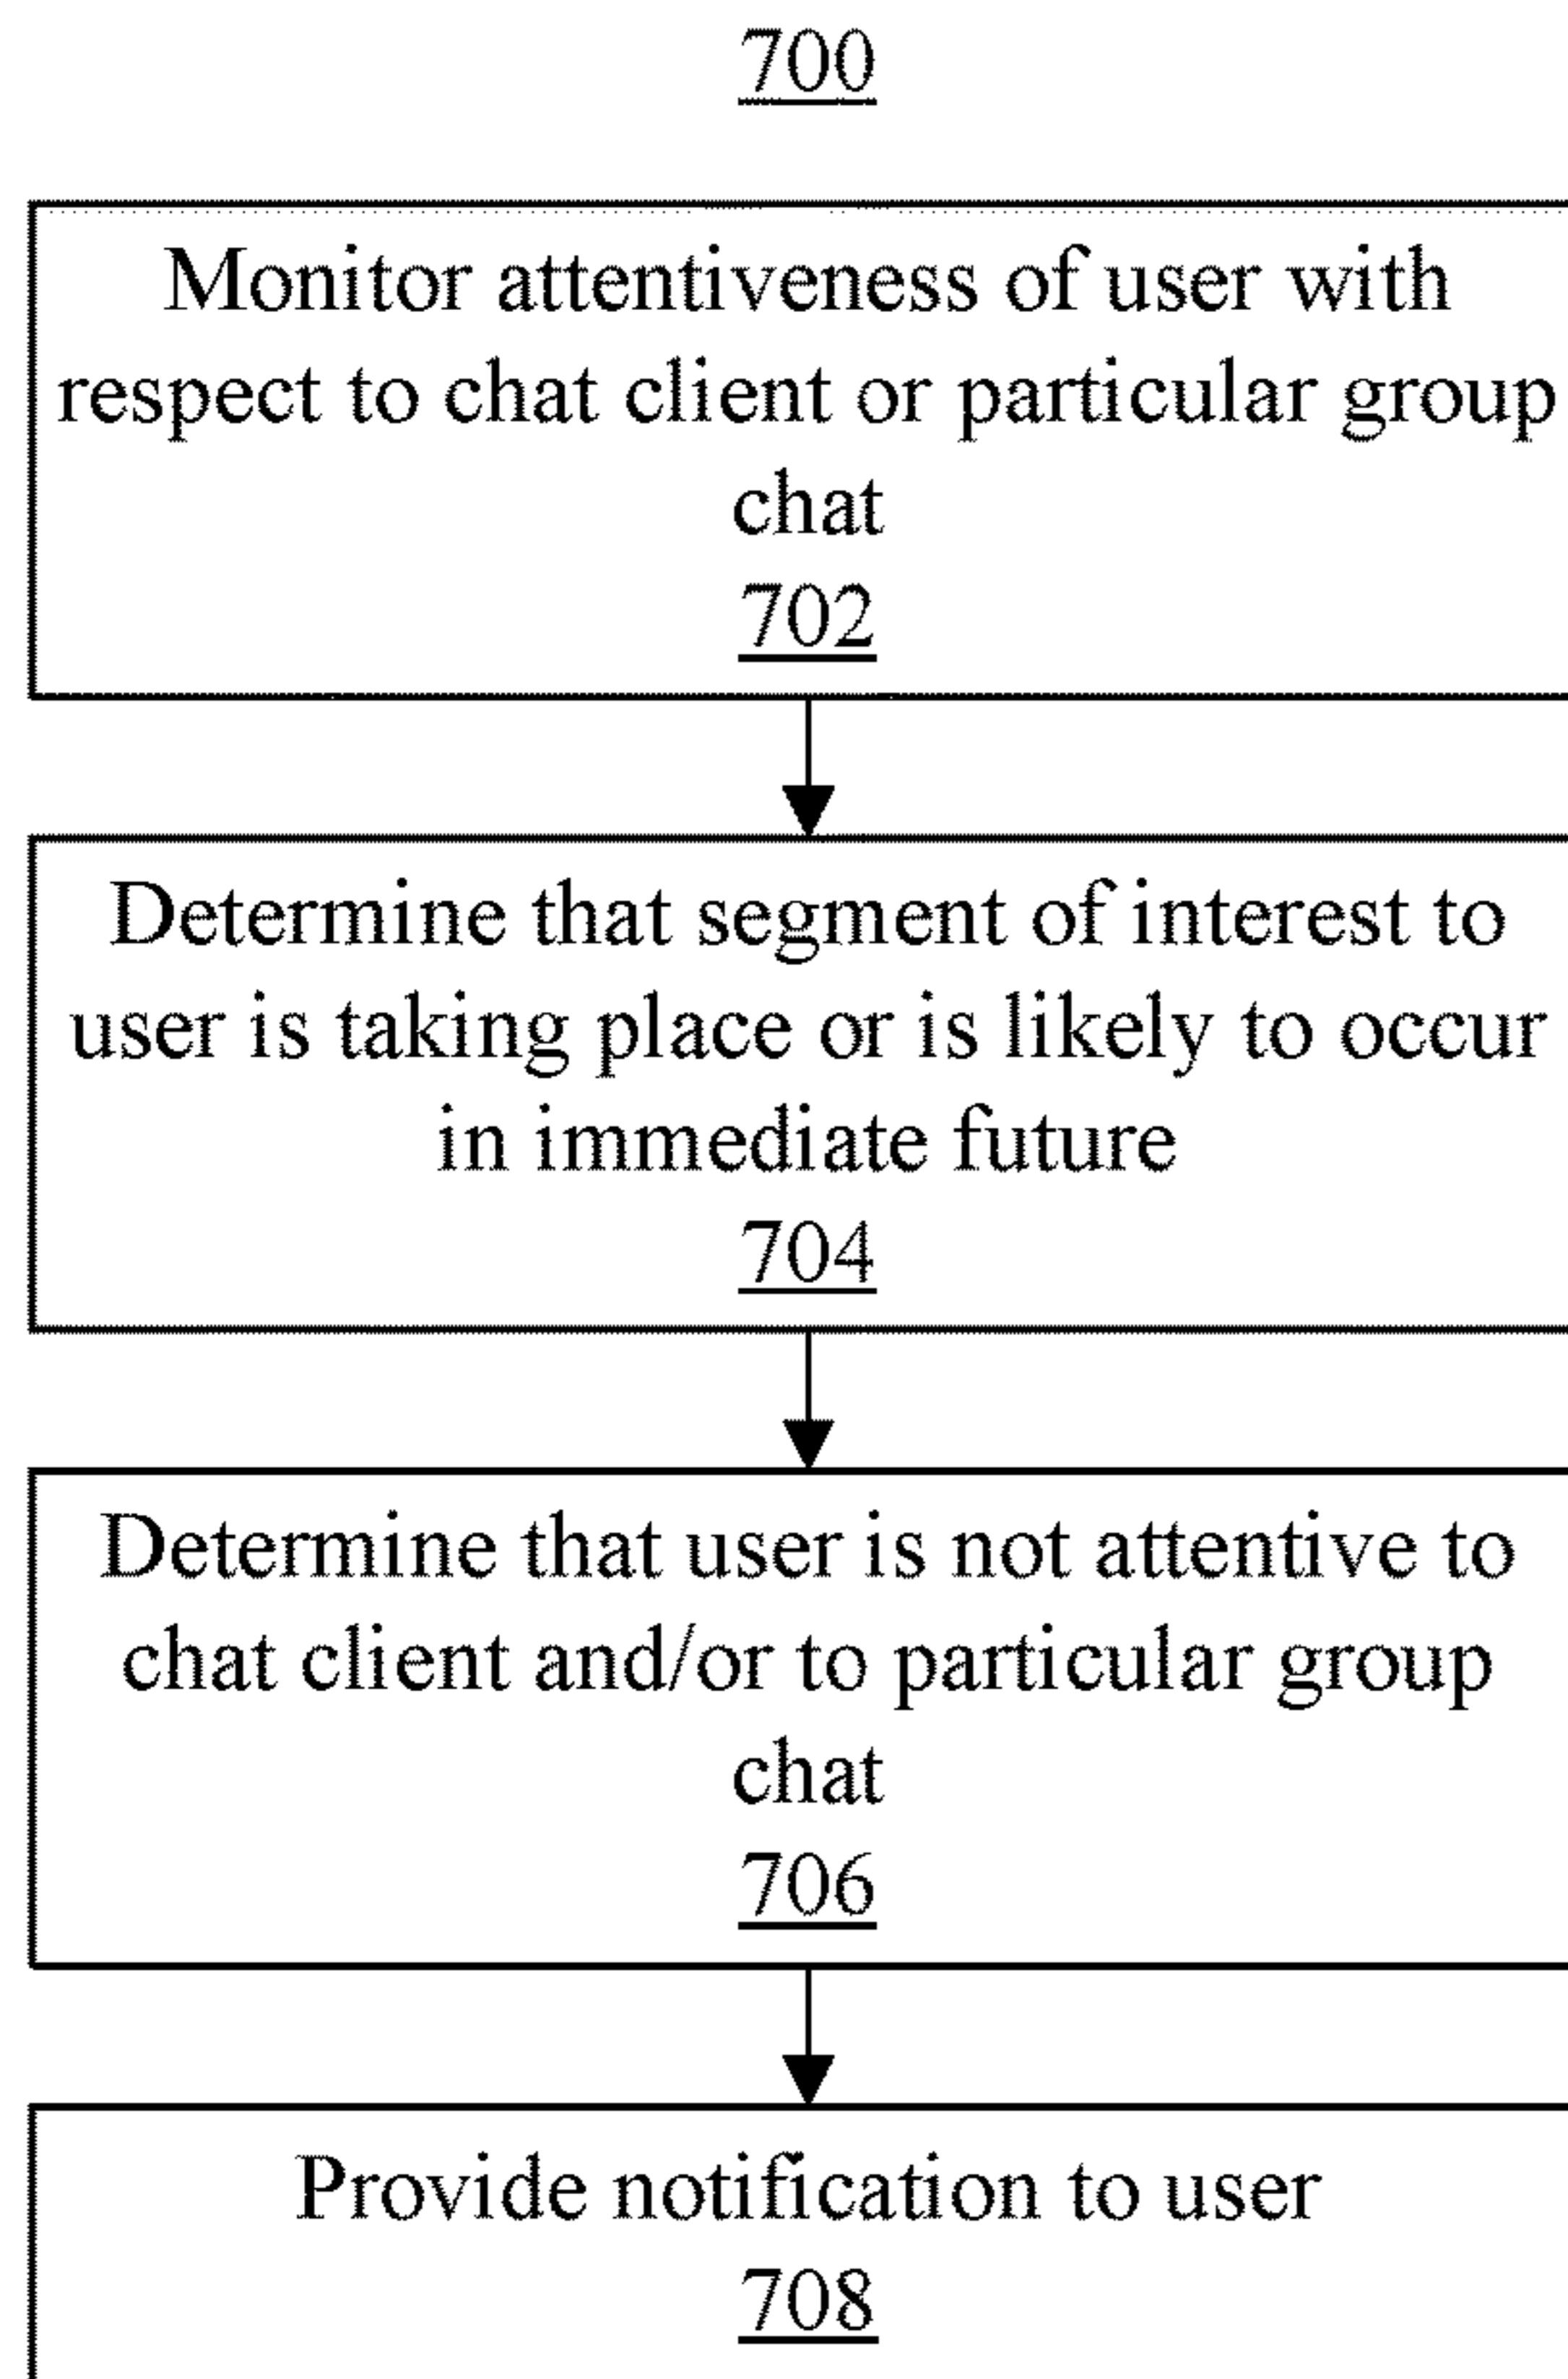 700
Monitor attentiveness of user with
respect to chat client or particular group
chat
702
Determine that segment of interest to
user is taking place or is likely to occur
in immediate future
704
Determine that user is not attentive to
chat client and/or to particular group
chat
706
Provide notification to user
708